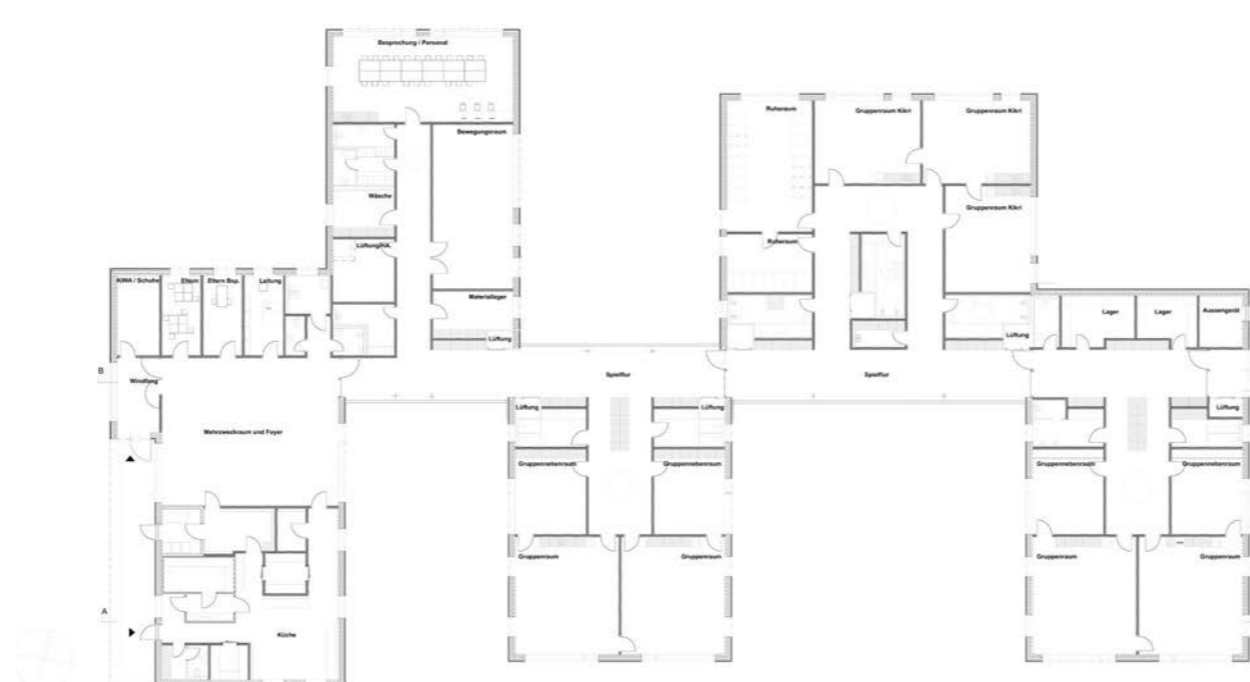 Besprechung / Personal
Bewegungsraum
Wäsche
Lüftung/HA.
Materiallager
Lüftung
KIWA / Schuhe
Eltern
Eltern Bsp.
Leitung
Windfang
B
Mehrzweckraum und Foyer
A
Küche
Spielflur
Lüftung
Lüftung
Gruppennebenraum
Gruppennebenraum
Gruppenraum
Gruppenraum
Ruheraum
Gruppenraum Kikri
Gruppenraum Kikri
Gruppenraum Kikri
Ruheraum
Lüftung
Spielflur
Lager
Lager
Aussengerät
Lüftung
Gruppennebenraum
Gruppennebenraum
Gruppenraum
Gruppenraum